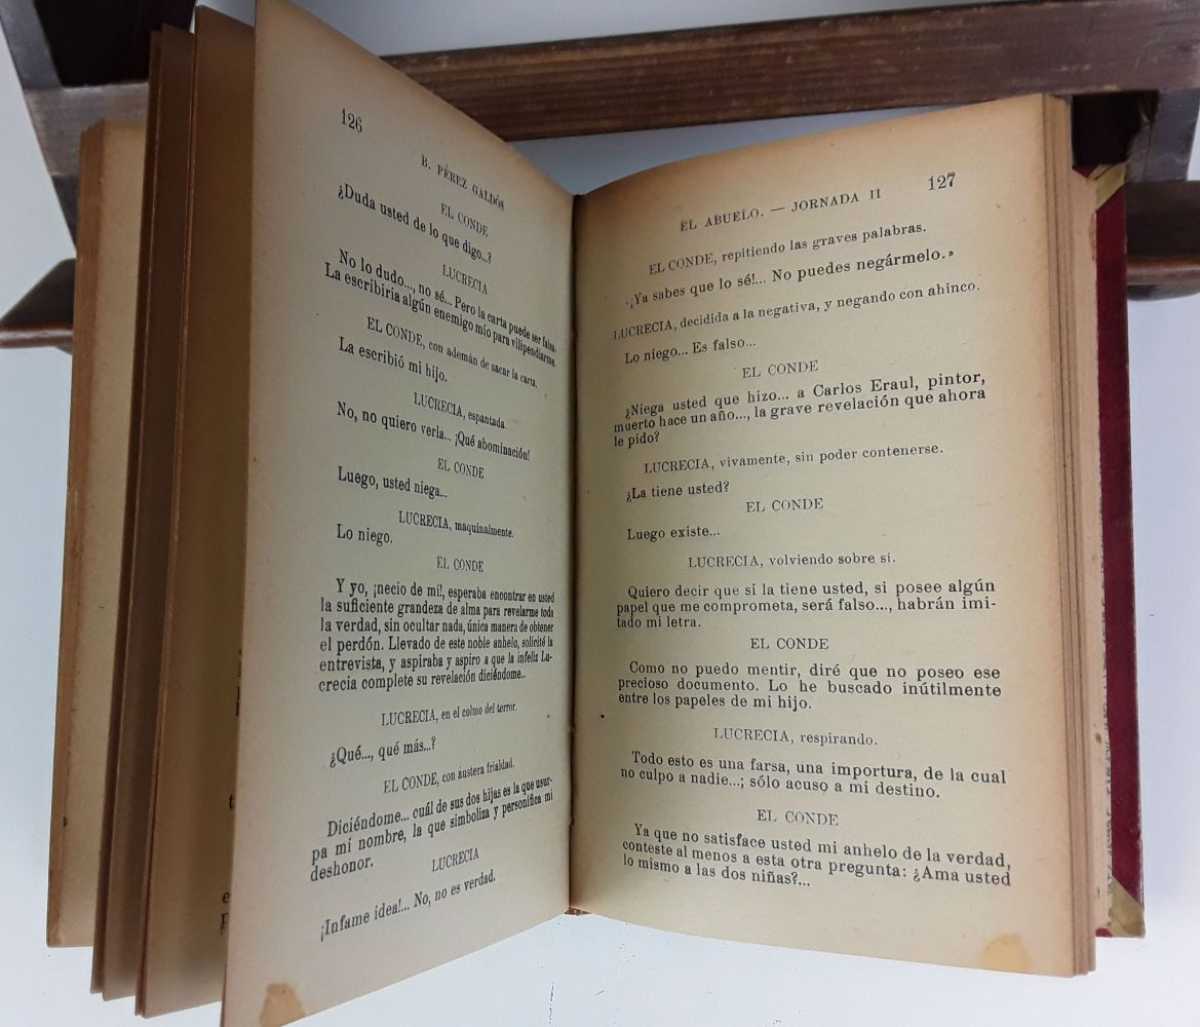 126
B. PÉREZ GALDÓS
EL CONDE
¿Duda usted de lo que digo..?
LUCRECIA
No lo dudo..., no sé... Pero la carta puede ser falsa.
La escribiría algún enemigo mío para vilipendiarme.
EL CONDE, con ademán de sacar la carta.
La escribió mi hijo.
LUCRECIA, espantada.
No, no quiero verla... ¡Qué abominación!
EL CONDE
Luego, usted niega...
LUCRECIA, maquinalmente.
Lo niego.
EL CONDE
Y yo, ¡necio de mí!, esperaba encontrar en usted
la suficiente grandeza de alma para revelarme toda
la verdad, sin ocultar nada, única manera de obtener
el perdón. Llevado de este noble anhelo, solicité la
entrevista, y aspiraba y aspiro a que la infeliz Lu-
crecia complete su revelación diciéndome...
LUCRECIA, en el colmo del terror.
¿Qué..., qué más...?
EL CONDE, con austera frialdad.
Diciéndome... cuál de sus dos hijas es la que usur-
pa mi nombre, la que simboliza y personifica mi
deshonor.
LUCRECIA
¡Infame idea!... No, no es verdad.
EL ABUELO. — JORNADA II 127
EL CONDE, repitiendo las graves palabras.
«¡Ya sabes que lo sé!... No puedes negármelo.»
LUCRECIA, decidida a la negativa, y negando con ahinco.
Lo niego... Es falso...
EL CONDE
¿Niega usted que hizo... a Carlos Eraul, pintor,
muerto hace un año..., la grave revelación que ahora
le pido?
LUCRECIA, vivamente, sin poder contenerse.
¿La tiene usted?
EL CONDE
Luego existe...
LUCRECIA, volviendo sobre sí.
Quiero decir que si la tiene usted, si posee algún
papel que me comprometa, será falso..., habrán imi-
tado mi letra.
EL CONDE
Como no puedo mentir, diré que no poseo ese
precioso documento. Lo he buscado inútilmente
entre los papeles de mi hijo.
LUCRECIA, respirando.
Todo esto es una farsa, una importura, de la cual
no culpo a nadie...; sólo acuso a mi destino.
EL CONDE
Ya que no satisface usted mi anhelo de la verdad,
conteste al menos a esta otra pregunta: ¿Ama usted
lo mismo a las dos niñas?...